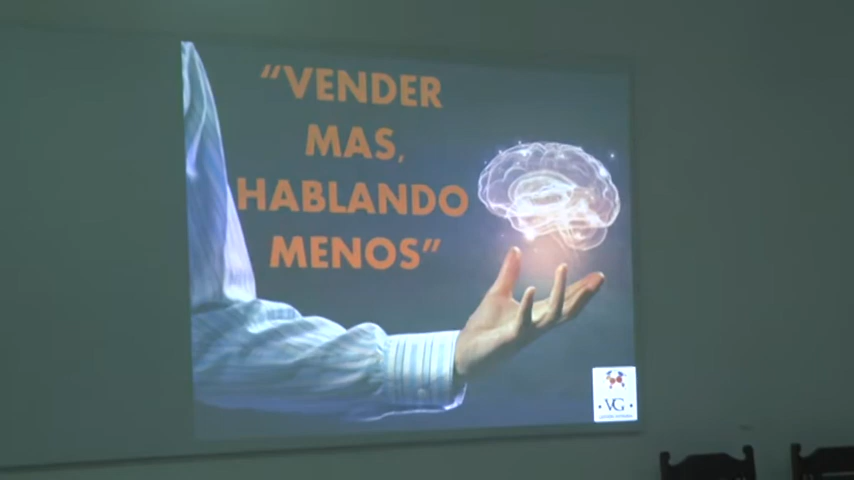 “VENDER
MAS,
HABLANDO
MENOS”
VG